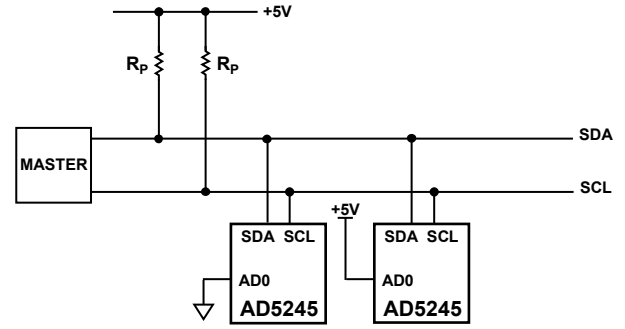 +5V
RP RP
SDA
MASTER
SCL
+5V
SDA SCL SDA SCL
AD0 AD0
AD5245 AD5245